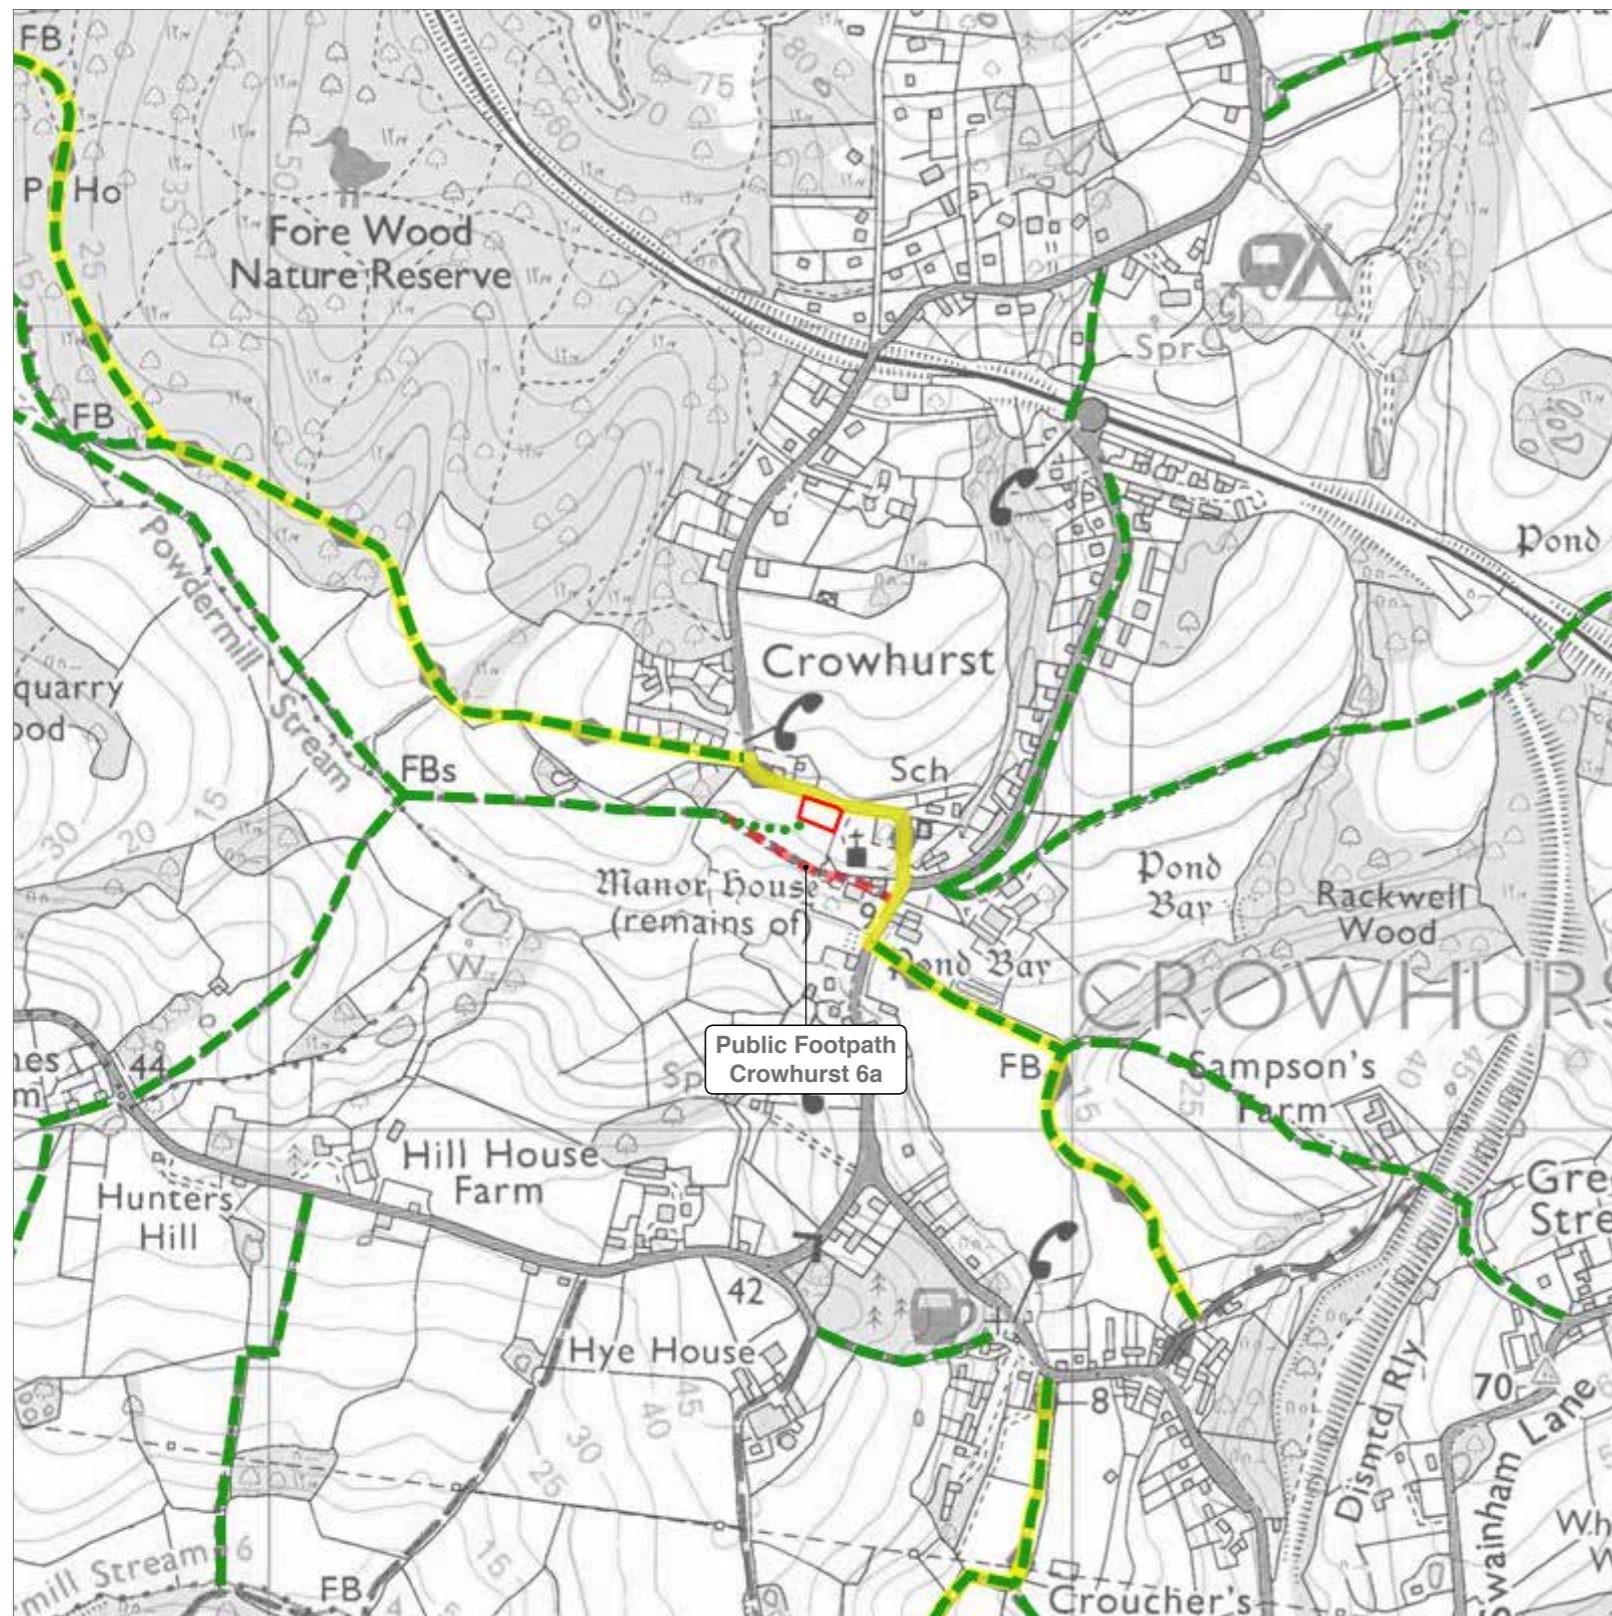 FB
80
75
70
60
P Ho
50
35
25
15
Fore Wood
Nature Reserve
Spr
FB
Pond
Powdermill
Stream
Crowhurst
quarry
FBs
Sch
30
20
15
Manor House
(remains of)
Pond
Bay
Rackwell
Wood
W
Pond Bay
CROWHURS
Public Footpath
Crowhurst 6a
44
Sp
FB
15
25
Sampson's
Farm
40
45
Hill House
Farm
Hunters
Hill
Gre
Stre
42
Hye House
45
40
30
25
8
70
Dismtd Rly
Swainham Lane
Wh
W
15
mill Stream
6
FB
4
Croucher's